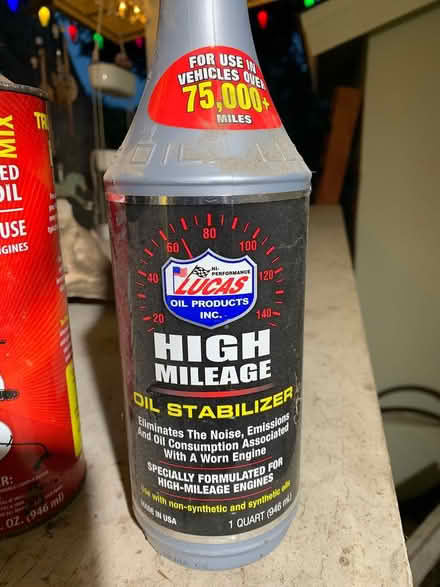 FOR USE IN
VEHICLES OVER
75,000+
MILES
20
40
60
80
100
120
140
HI-
PERFORMANCE
LUCAS
OIL PRODUCTS
INC.
HIGH
MILEAGE
OIL STABILIZER
Eliminates The Noise, Emissions
And Oil Consumption Associated
With A Worn Engine
SPECIALLY FORMULATED FOR
HIGH-MILEAGE ENGINES
Use with non-synthetic and synthetic oils
MADE IN USA
1 QUART (946 mL)
MIX
OIL
USE
(946 ml)